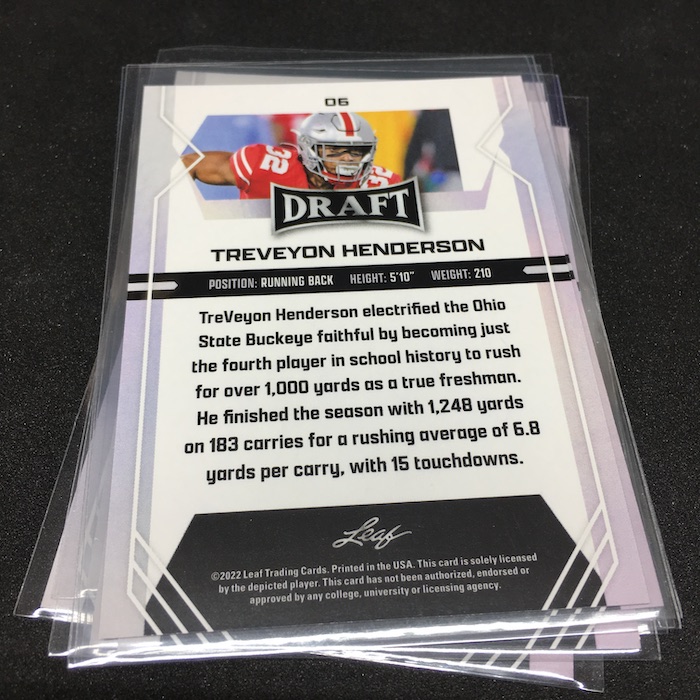 06
32
32
DRAFT
TREVEYON HENDERSON
POSITION: RUNNING BACK HEIGHT: 5'10" WEIGHT: 210
TreVeyon Henderson electrified the Ohio
State Buckeye faithful by becoming just
the fourth player in school history to rush
for over 1,000 yards as a true freshman.
He finished the season with 1,248 yards
on 183 carries for a rushing average of 6.8
yards per carry, with 15 touchdowns.
Leaf
©2022 Leaf Trading Cards. Printed in the USA. This card is solely licensed
by the depicted player. This card has not been authorized, endorsed or
approved by any college, university or licensing agency.